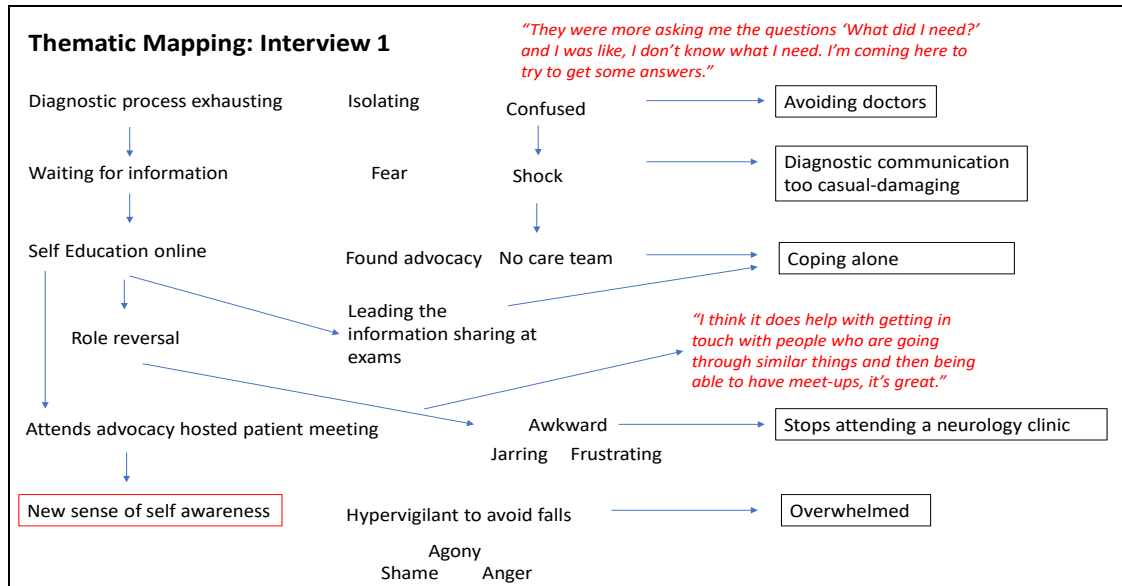 Thematic Mapping: Interview 1
“They were more asking me the questions ‘What did I need?’
and I was like, I don’t know what I need. I’m coming here to
try to get some answers.”
Diagnostic process exhausting
Isolating
Confused
Avoiding doctors
Waiting for information
Fear
Shock
Diagnostic communication
too casual-damaging
Self Education online
Found advocacy
No care team
Coping alone
Role reversal
Leading the
information sharing at
exams
“I think it does help with getting in
touch with people who are going
through similar things and then being
able to have meet-ups, it’s great.”
Attends advocacy hosted patient meeting
Awkward
Jarring
Frustrating
Stops attending a neurology clinic
New sense of self awareness
Hypervigilant to avoid falls
Overwhelmed
Agony
Shame
Anger